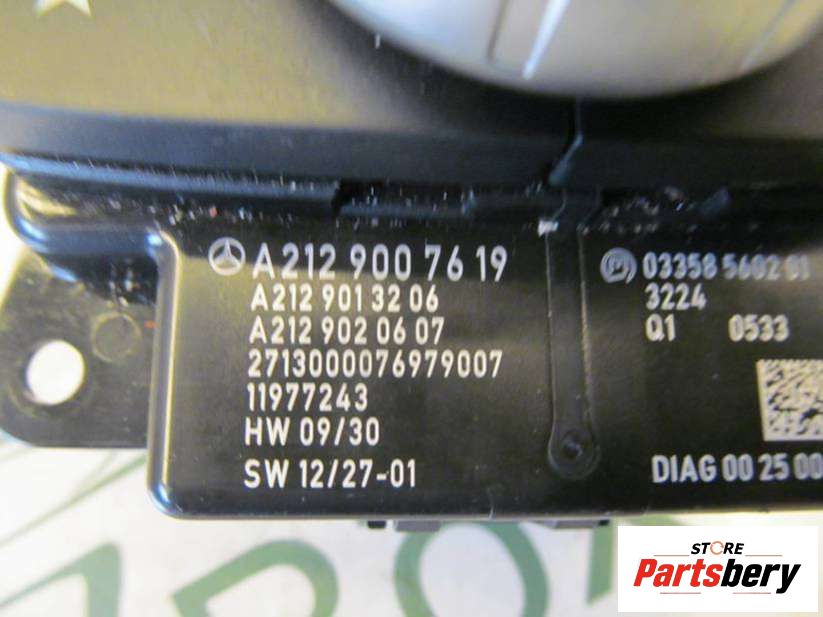 A 212 900 76 19
A 212 901 32 06
A 212 902 06 07
2713000076979007
11977243
HW 09/30
SW 12/27-01
03358 5602 01
3224
Q1 0533
DIAG 00 25 00
STORE
Partsbery